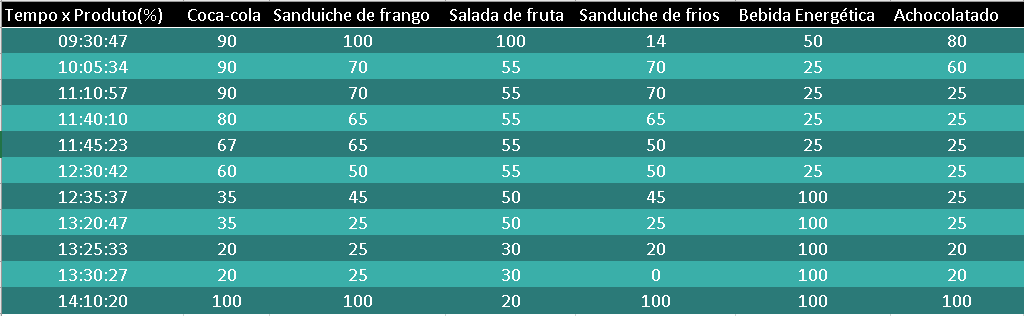 Tempo x Produto(%) Coca-cola Sanduiche de frango Salada de fruta Sanduiche de frios Bebida Energética Achocolatado
09:30:47 90 100 100 14 50 80
10:05:34 90 70 55 70 25 60
11:10:57 90 70 55 70 25 25
11:40:10 80 65 55 65 25 25
11:45:23 67 65 55 50 25 25
12:30:42 60 50 55 50 25 25
12:35:37 35 45 50 45 100 25
13:20:47 35 25 50 25 100 25
13:25:33 20 25 30 20 100 20
13:30:27 20 25 30 0 100 20
14:10:20 100 100 20 100 100 100